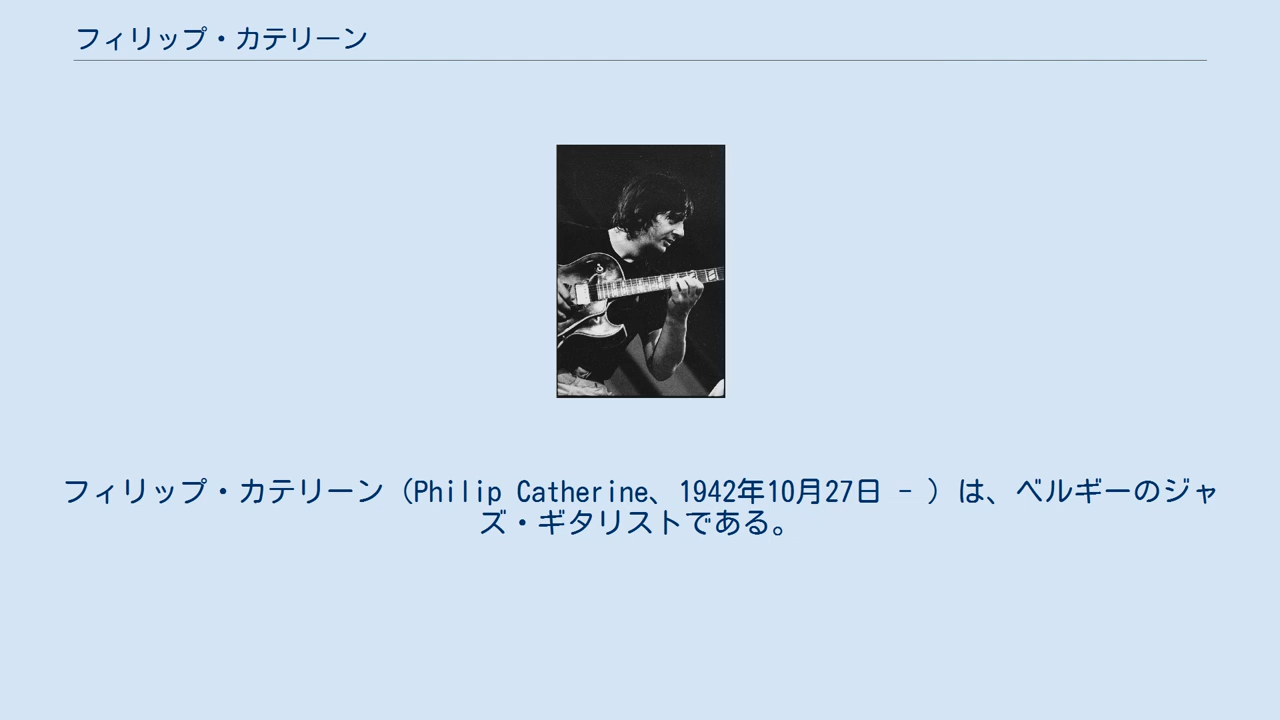 フィリップ・カテリーン
フィリップ・カテリーン（Philip Catherine、1942年10月27日 - ）は、ベルギーのジャ
ズ・ギタリストである。